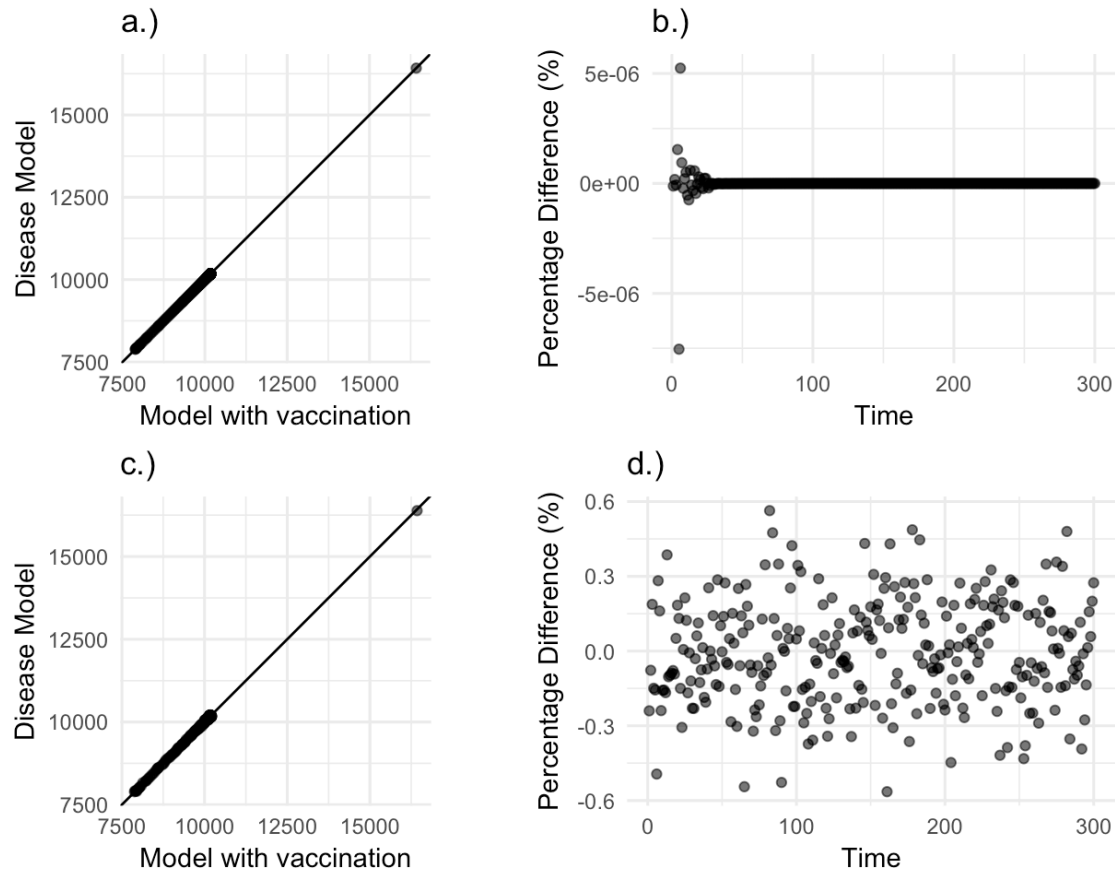 a.)
Disease Model
15000
12500
10000
7500
7500 10000 12500 15000
Model with vaccination
b.)
Percentage Difference (%)
5e-06
0e+00
-5e-06
0 100 200 300
Time
c.)
Disease Model
15000
12500
10000
7500
7500 10000 12500 15000
Model with vaccination
d.)
Percentage Difference (%)
0.6
0.3
0.0
-0.3
-0.6
0 100 200 300
Time